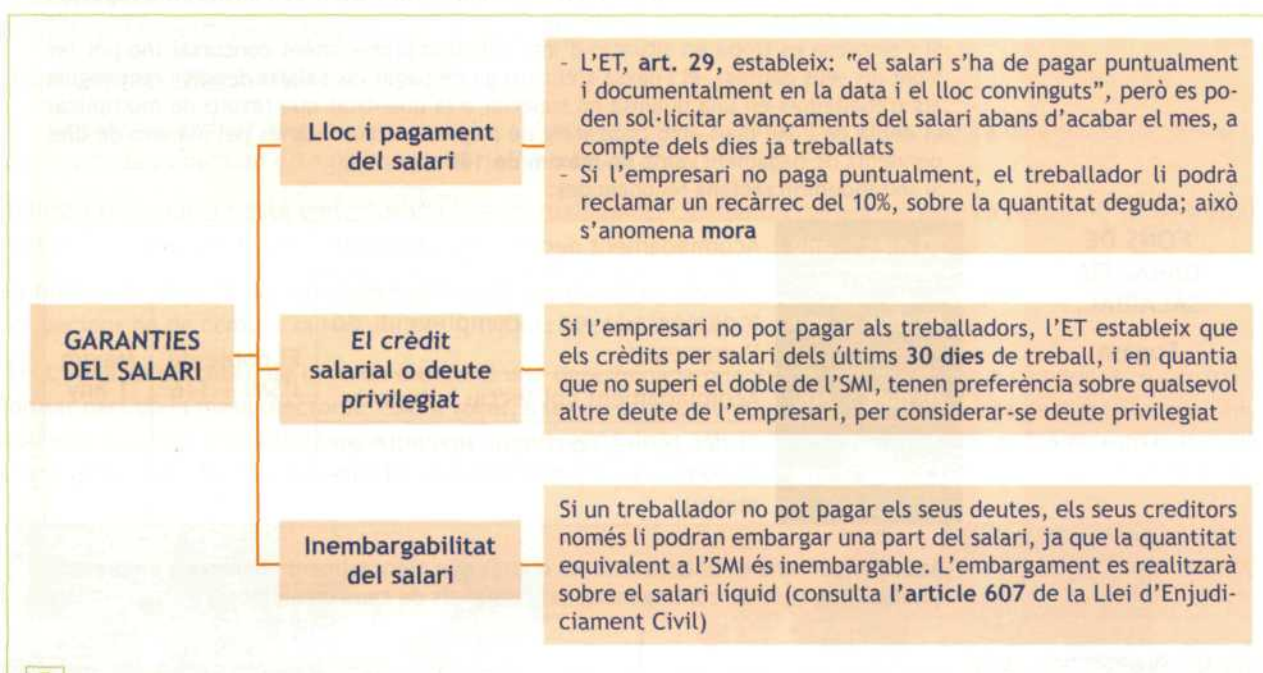 - L’ET, art. 29, estableix: “el salari s’ha de pagar puntualment
i documentalment en la data i el lloc convinguts”, però es po-
den sol·licitar avançaments del salari abans d’acabar el mes, a
compte dels dies ja treballats
- Si l’empresari no paga puntualment, el treballador li podrà
reclamar un recàrrec del 10%, sobre la quantitat deguda; això
s’anomena mora
Lloc i pagament
del salari
GARANTIES
DEL SALARI
El crèdit
salarial o deute
privilegiat
Si l’empresari no pot pagar als treballadors, l’ET estableix que
els crèdits per salari dels últims 30 dies de treball, i en quantia
que no superi el doble de l’SMI, tenen preferència sobre qualsevol
altre deute de l’empresari, per considerar-se deute privilegiat
Inembargabilitat
del salari
Si un treballador no pot pagar els seus deutes, els seus creditors
només li podran embargar una part del salari, ja que la quantitat
equivalent a l’SMI és inembargable. L’embargament es realitzarà
sobre el salari líquid (consulta l’article 607 de la Llei d’Enjudi-
ciament Civil)